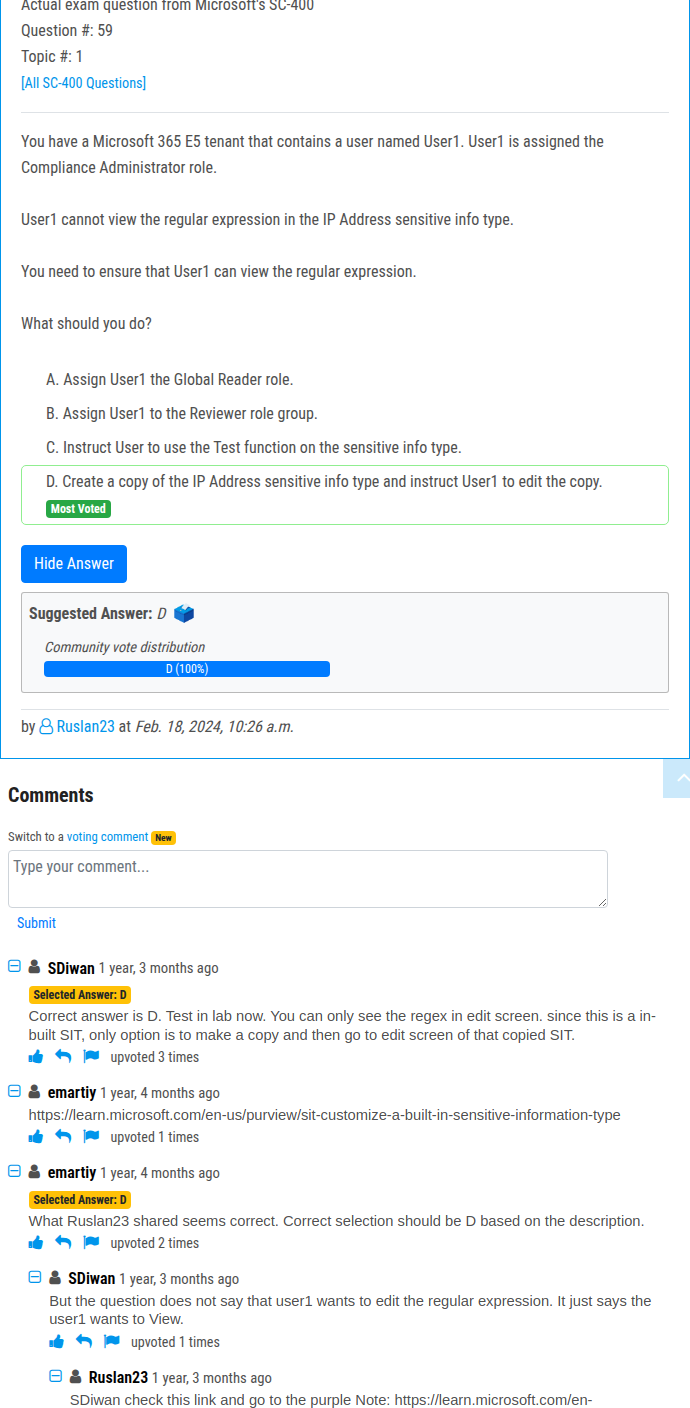 Actual exam question from Microsoft's SC-400
Question #: 59
Topic #: 1
[All SC-400 Questions]
You have a Microsoft 365 E5 tenant that contains a user named User1. User1 is assigned the
Compliance Administrator role.
User1 cannot view the regular expression in the IP Address sensitive info type.
You need to ensure that User1 can view the regular expression.
What should you do?
A. Assign User1 the Global Reader role.
B. Assign User1 to the Reviewer role group.
C. Instruct User to use the Test function on the sensitive info type.
D. Create a copy of the IP Address sensitive info type and instruct User1 to edit the copy.
Most Voted
Hide Answer
Suggested Answer: D
Community vote distribution
D (100%)
by Ruslan23 at Feb. 18, 2024, 10:26 a.m.
Comments
Switch to a voting comment New
Type your comment...
Submit
SDiwan 1 year, 3 months ago
Selected Answer: D
Correct answer is D. Test in lab now. You can only see the regex in edit screen. since this is a in-
built SIT, only option is to make a copy and then go to edit screen of that copied SIT.
upvoted 3 times
emartiy 1 year, 4 months ago
https://learn.microsoft.com/en-us/purview/sit-customize-a-built-in-sensitive-information-type
upvoted 1 times
emartiy 1 year, 4 months ago
Selected Answer: D
What Ruslan23 shared seems correct. Correct selection should be D based on the description.
upvoted 2 times
SDiwan 1 year, 3 months ago
But the question does not say that user1 wants to edit the regular expression. It just says the
user1 wants to View.
upvoted 1 times
Ruslan23 1 year, 3 months ago
SDiwan check this link and go to the purple Note: https://learn.microsoft.com/en-